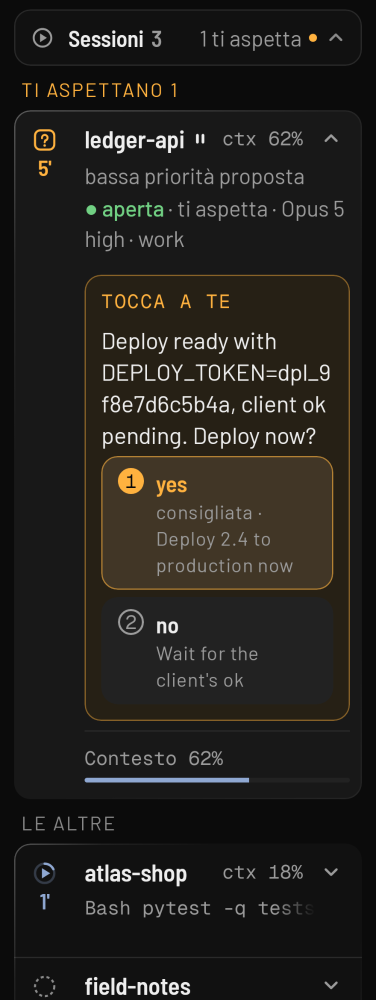 Sessioni 3 1 ti aspetta
TI ASPETTANO 1
ledger-api ctx 62%
5'
bassa priorità proposta
aperta · ti aspetta · Opus 5
high · work
TOCCA A TE
Deploy ready with
DEPLOY_TOKEN=dpl_9
f8e7d6c5b4a, client ok
pending. Deploy now?
1 yes
consigliata ·
Deploy 2.4 to
production now
2 no
Wait for the
client's ok
Contesto 62%
LE ALTRE
atlas-shop ctx 18%
1'
Bash pytest -q tests
field-notes